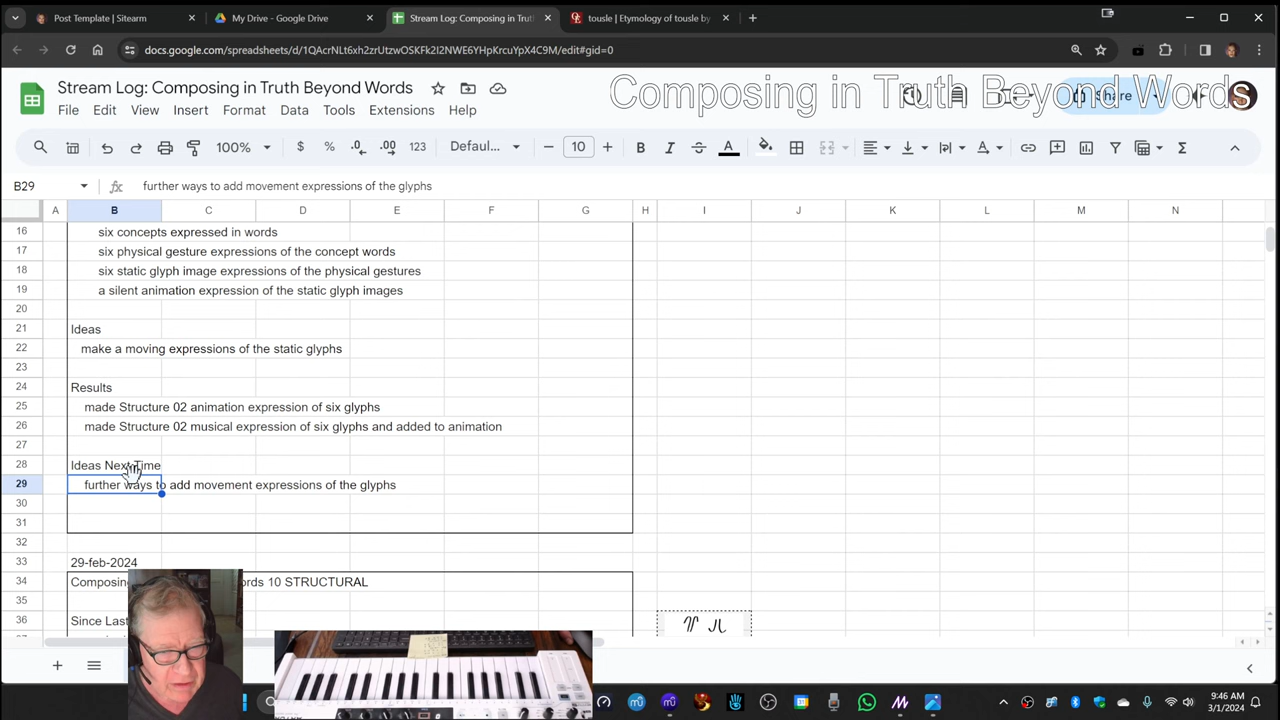 Post Template | Sitearm
My Drive - Google Drive
Stream Log: Composing in Trut
tousle | Etymology of tousle by
docs.google.com/spreadsheets/d/1QAcrNLt6xh2zrUtzwOSKFk2I2NWE6YHpKrcuYpX4C9M/edit#gid=0
Stream Log: Composing in Truth Beyond Words
Composing in Truth Beyond Words
Share
File Edit View Insert Format Data Tools Extensions Help
100% $ % .0 .00 123 Defaul... 10 B I A
B29 further ways to add movement expressions of the glyphs
A B C D E F G H I J K L M N
16 six concepts expressed in words
17 six physical gesture expressions of the concept words
18 six static glyph image expressions of the physical gestures
19 a silent animation expression of the static glyph images
20
21 Ideas
22 make a moving expressions of the static glyphs
23
24 Results
25 made Structure 02 animation expression of six glyphs
26 made Structure 02 musical expression of six glyphs and added to animation
27
28 Ideas Next Time
29 further ways to add movement expressions of the glyphs
30
31
32
33 29-feb-2024
34 Composing ords 10 STRUCTURAL
35
36 Since Last
9:46 AM
3/1/2024